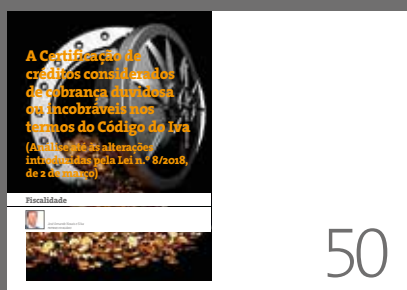 A Certificação de
créditos considerados
de cobrança duvidosa
ou incobráveis nos
termos do Código do Iva
(Análise até às alterações
introduzidas pela Lei n.º 8/2018,
de 2 de março)
Fiscalidade
50